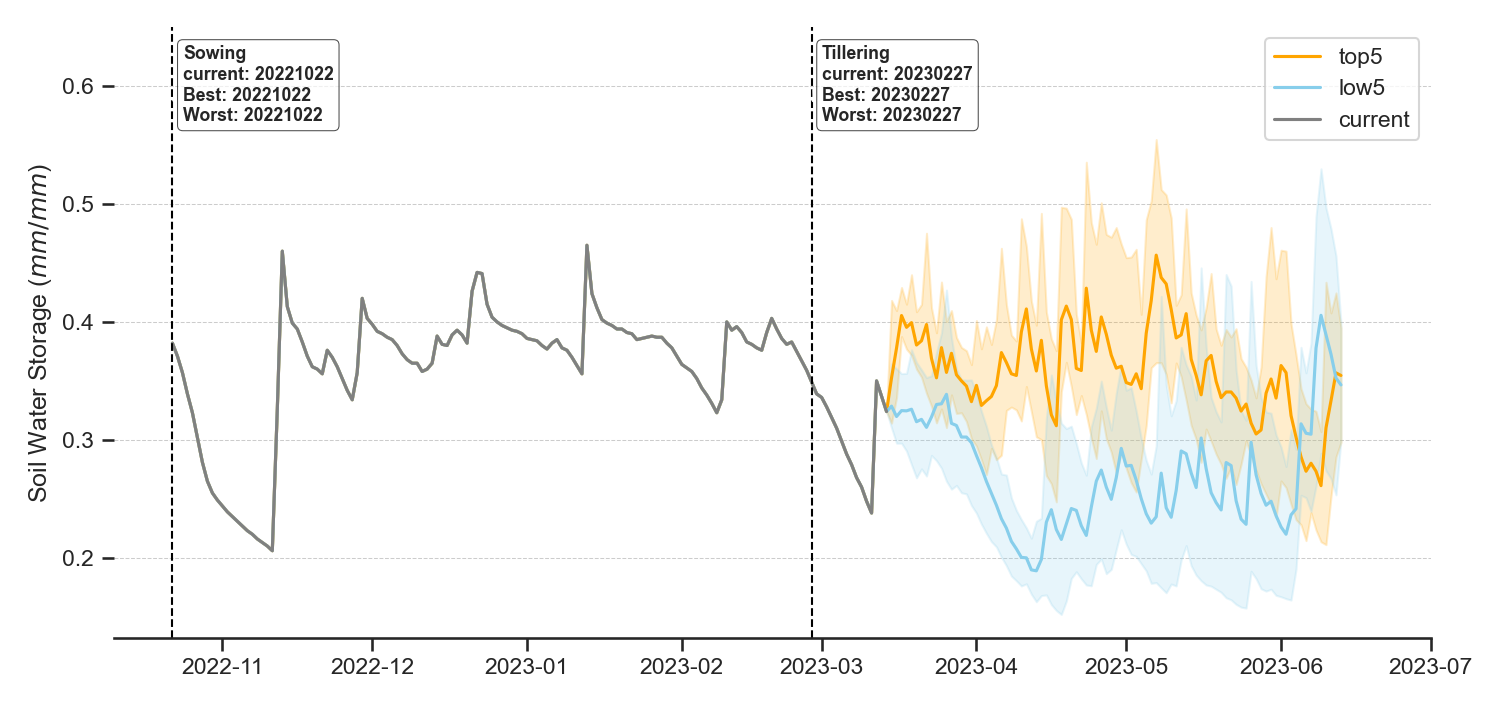 Sowing
current: 20221022
Best: 20221022
Worst: 20221022
Tillering
current: 20230227
Best: 20230227
Worst: 20230227
top5
low5
current
Soil Water Storage (mm/mm)
0.6
0.5
0.4
0.3
0.2
2022-11
2022-12
2023-01
2023-02
2023-03
2023-04
2023-05
2023-06
2023-07